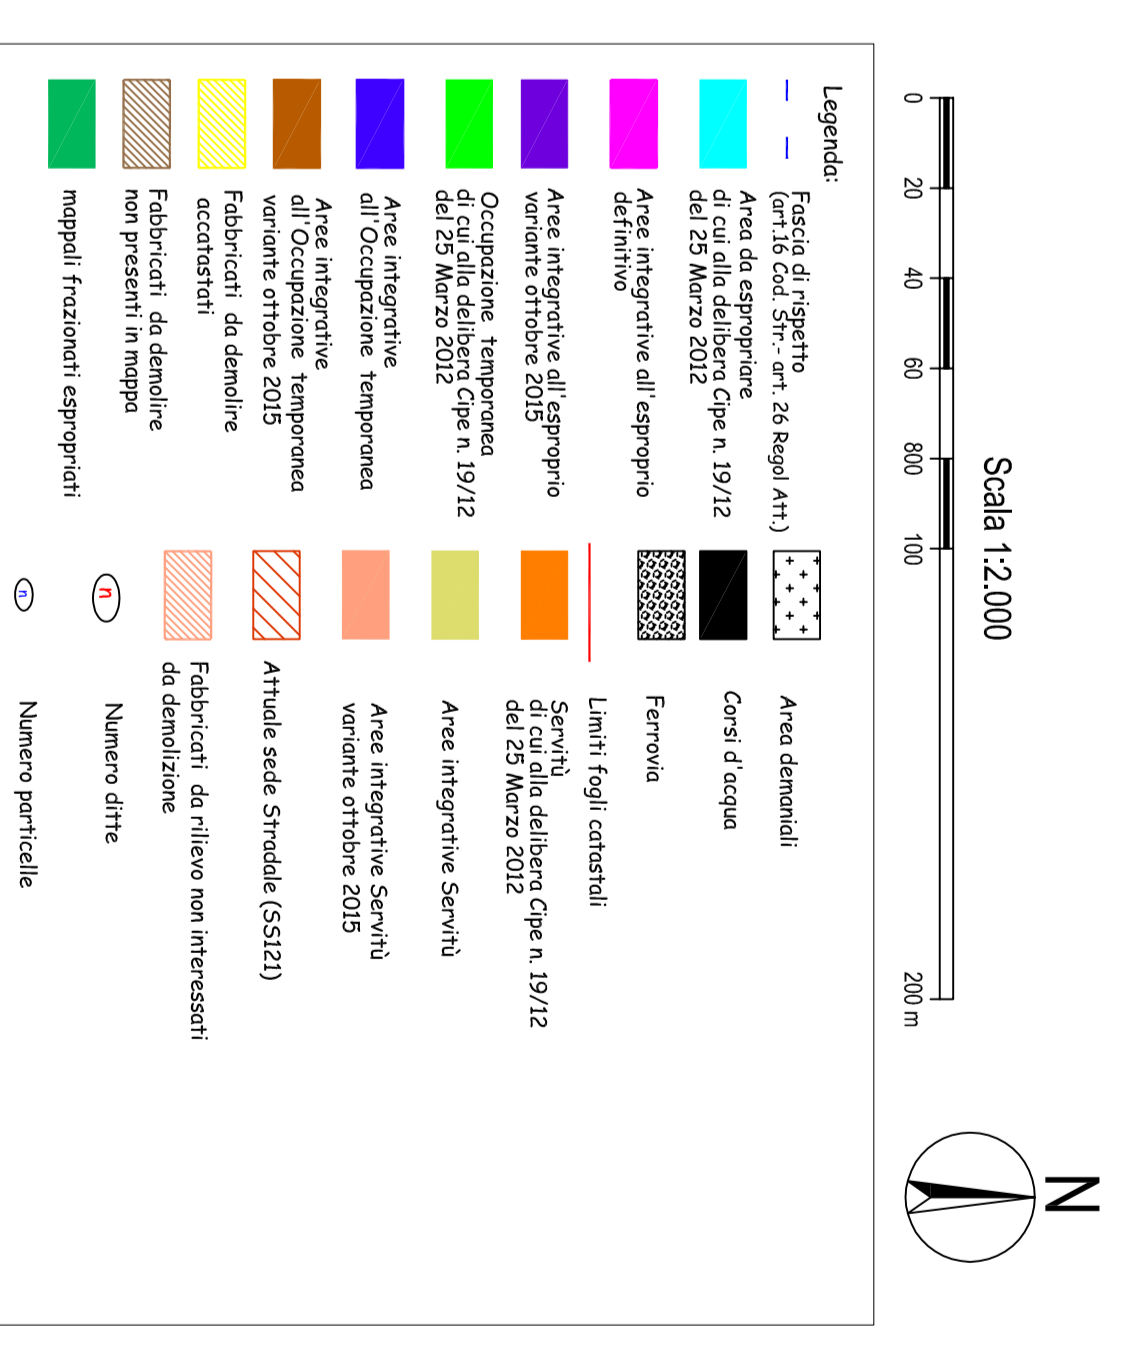 N
Scala 1:2.000
0
20
40
60
800
100
200 m
Legenda:
Fascia di rispetto
(art.16 Cod. Str.- art. 26 Regol Att.)
Area da espropriare
di cui alla delibera Cipe n. 19/12
del 25 Marzo 2012
Aree integrative all'esproprio
definitivo
Aree integrative all'esproprio
variante ottobre 2015
Occupazione temporanea
di cui alla delibera Cipe n. 19/12
del 25 Marzo 2012
Aree integrative
all'Occupazione temporanea
Aree integrative
all'Occupazione temporanea
variante ottobre 2015
Fabbricati da demolire
accatastati
Fabbricati da demolire
non presenti in mappa
mappali frazionati espropriati
Area demaniali
Corsi d'acqua
Ferrovia
Limiti fogli catastali
Servitù
di cui alla delibera Cipe n. 19/12
del 25 Marzo 2012
Aree integrative Servitù
Aree integrative Servitù
variante ottobre 2015
Attuale sede Stradale (SS121)
Fabbricati da rilievo non interessati
da demolizione
n
Numero ditte
n
Numero particelle